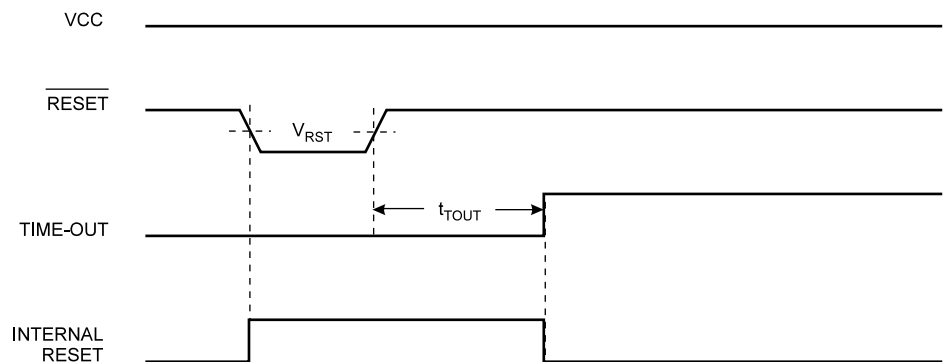 VCC
RESET
V_RST
t_TOUT
TIME-OUT
INTERNAL
RESET